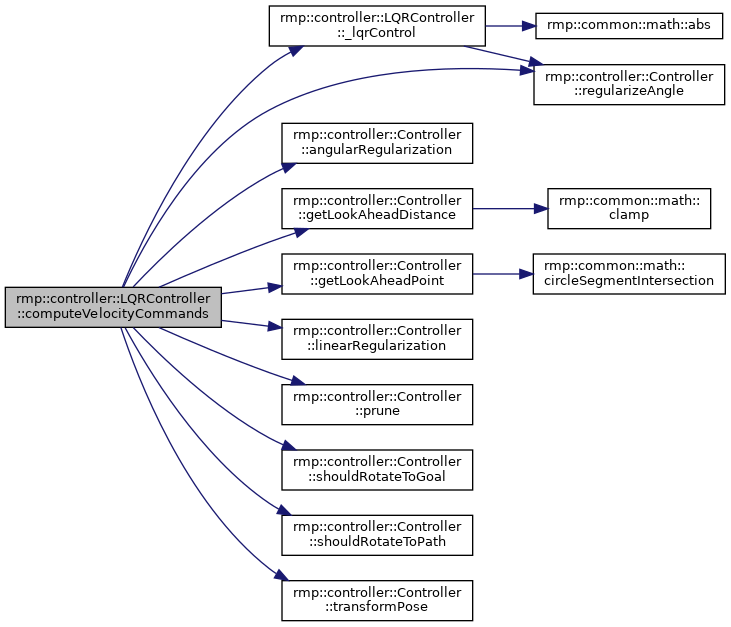 rmp::controller::LQRController
::_lqrControl
rmp::common::math::abs
rmp::controller::Controller
::regularizeAngle
rmp::controller::Controller
::angularRegularization
rmp::controller::Controller
::getLookAheadDistance
rmp::common::math::
clamp
rmp::controller::Controller
::getLookAheadPoint
rmp::common::math::
circleSegmentIntersection
rmp::controller::LQRController
::computeVelocityCommands
rmp::controller::Controller
::linearRegularization
rmp::controller::Controller
::prune
rmp::controller::Controller
::shouldRotateToGoal
rmp::controller::Controller
::shouldRotateToPath
rmp::controller::Controller
::transformPose